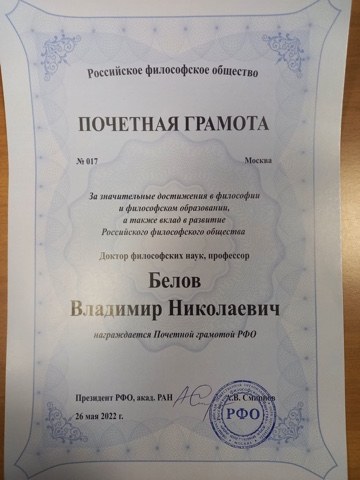 Российское философское общество
ПОЧЕТНАЯ ГРАМОТА
№ 017 Москва
За значительные достижения в философии
и философском образовании,
а также вклад в развитие
Российского философского общества
Доктор философских наук, профессор
Белов
Владимир Николаевич
награждается Почетной грамотой РФО
Президент РФО, акад. РАН А.В. Смирнов
26 мая 2022 г.
РФО